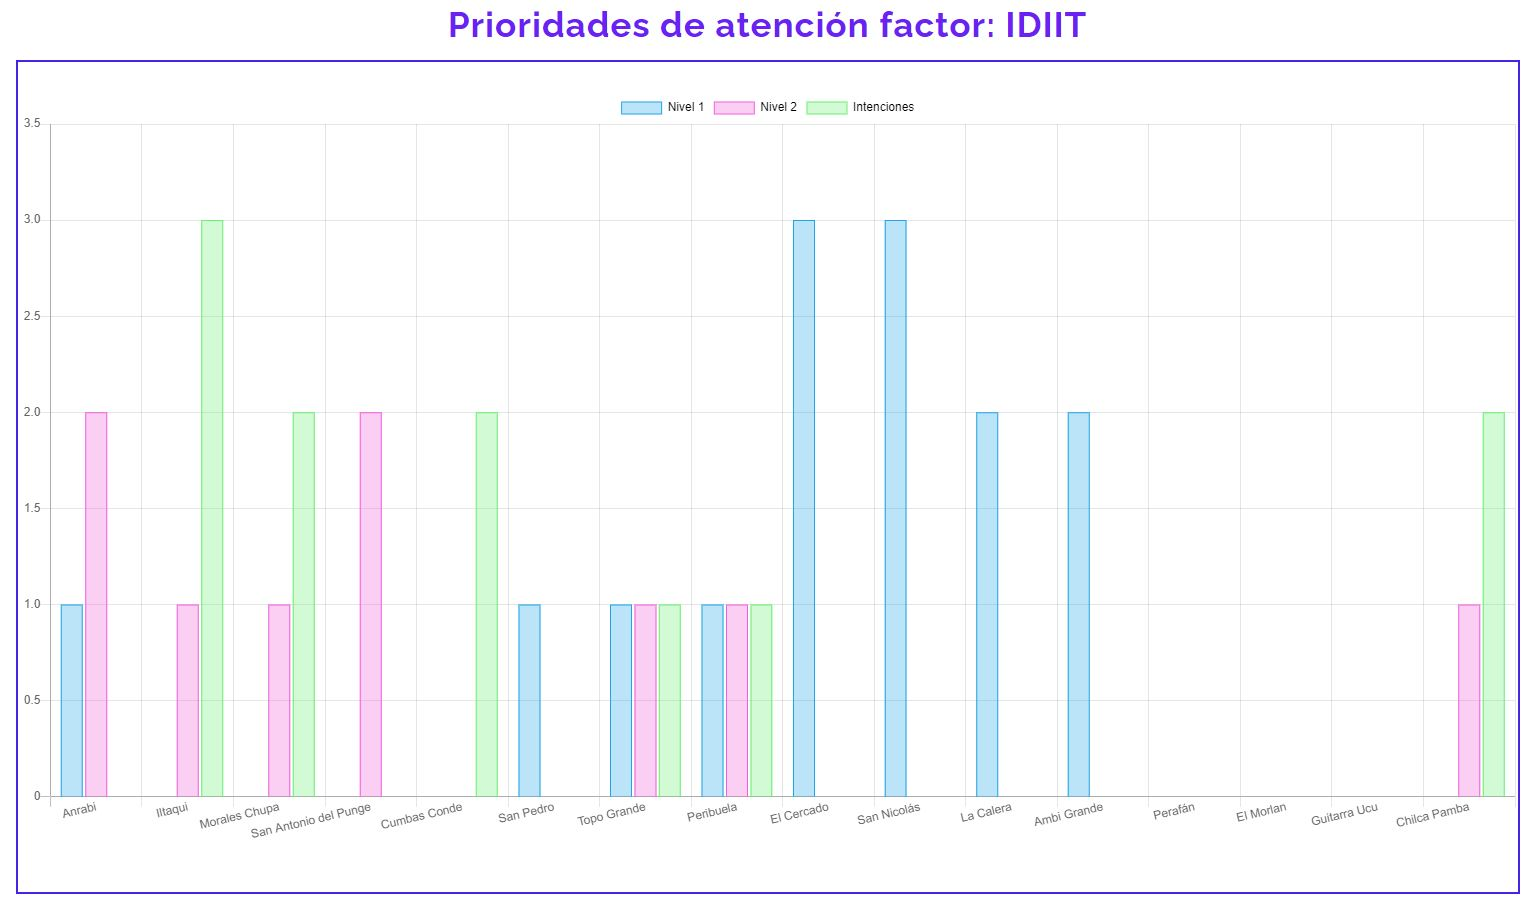 Prioridades de atención factor: IDIIT
Nivel 1 Nivel 2 Intenciones
3.5
3.0
2.5
2.0
1.5
1.0
0.5
0
Anrabi Iltaqui Morales Chupa San Antonio del Punge Cumbas Conde San Pedro Topo Grande Peribuela El Cercado San Nicolás La Calera Ambi Grande Perafán El Morlan Guitarra Ucu Chilca Pamba